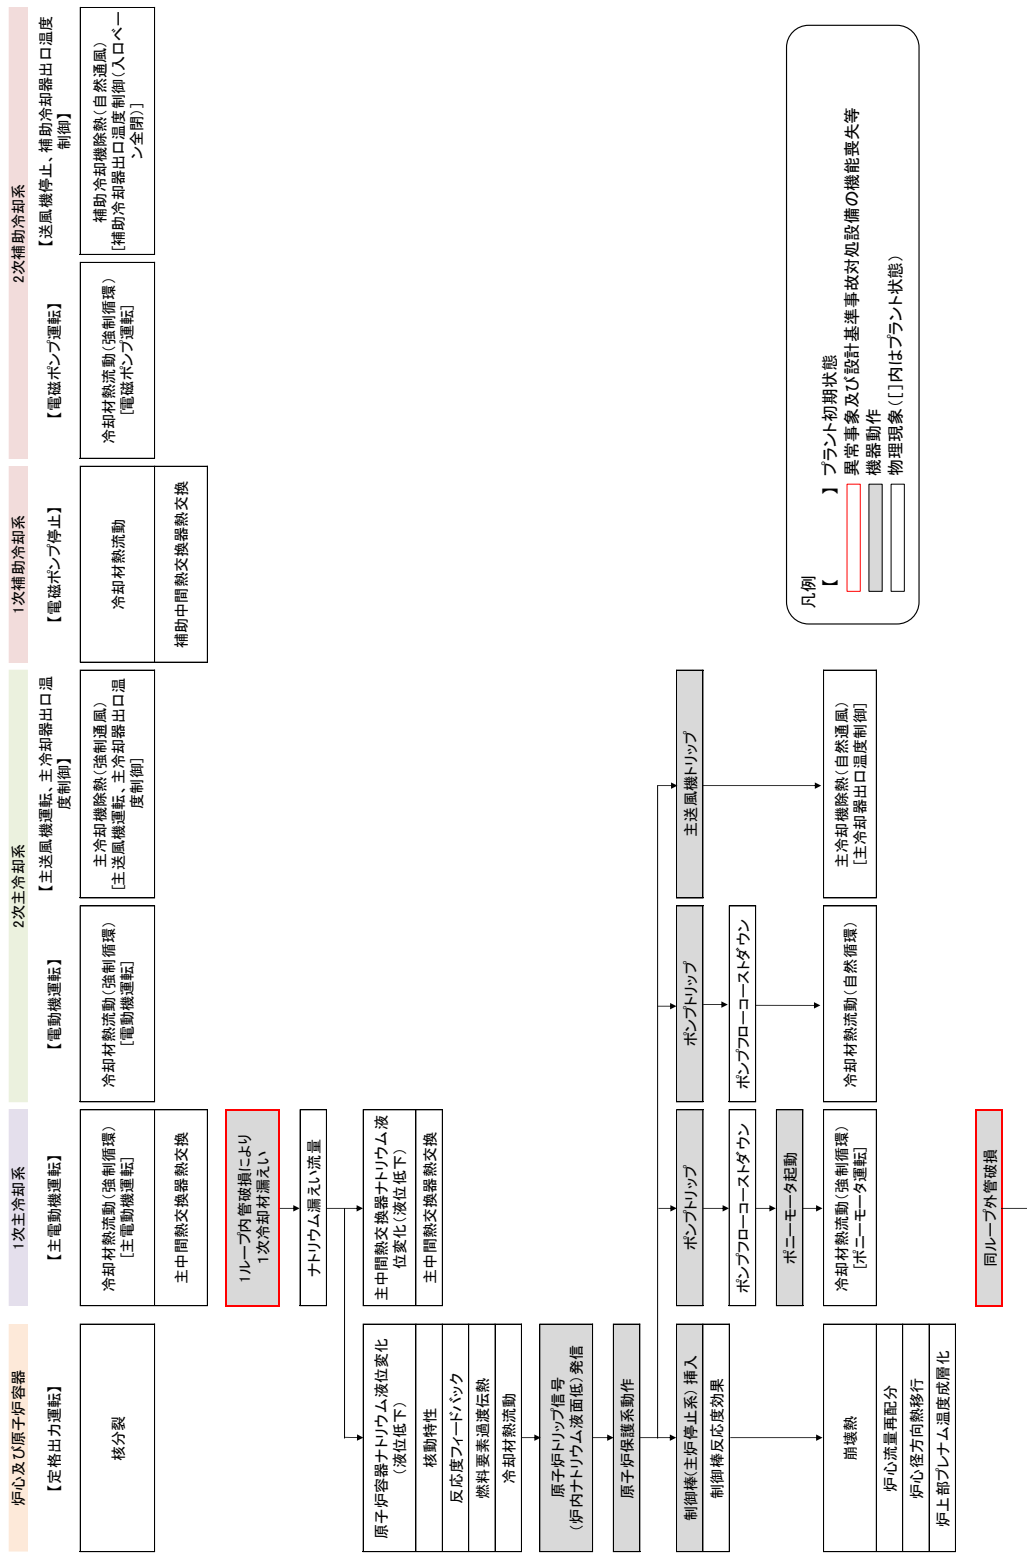 炉心及び原子炉容器
1次主冷却系
2次主冷却系
1次補助冷却系
2次補助冷却系
【定格出力運転】
【主電動機運転】
【電動機運転】
【主送風機運転、主冷却器出口温
度制御】
【電磁ポンプ停止】
【電磁ポンプ運転】
【送風機停止、補助冷却器出口温度
制御】
核分裂
冷却材熱流動(強制循環)
[主電動機運転]
主中間熱交換器熱交換
冷却材熱流動(強制循環)
[電動機運転]
主冷却機除熱(強制通風)
[主送風機運転、主冷却器出口温
度制御]
冷却材熱流動
補助中間熱交換器熱交換
冷却材熱流動(強制循環)
[電磁ポンプ運転]
補助冷却機除熱(自然通風)
[補助冷却器出口温度制御(入口ベー
ン全閉)]
1ループ内管破損により
1次冷却材漏えい
ナトリウム漏えい流量
原子炉容器ナトリウム液位変化
(液位低下)
核動特性
反応度フィードバック
燃料要素過渡伝熱
冷却材熱流動
主中間熱交換器ナトリウム液
位変化(液位低下)
主中間熱交換器熱交換
原子炉トリップ信号
(炉内ナトリウム液面低)発信
原子炉保護系動作
制御棒(主炉停止系)挿入
制御棒反応度効果
ポンプトリップ
ポンプフローコーストダウン
ポニーモータ起動
ポンプトリップ
ポンプフローコーストダウン
主送風機トリップ
崩壊熱
炉心流量再配分
炉心径方向熱移行
炉上部プレナム温度成層化
冷却材熱流動(強制循環)
[ポニーモータ運転]
冷却材熱流動(自然循環)
主冷却機除熱(自然通風)
[主冷却器出口温度制御]
同ループ外管破損
凡例
【 】 プラント初期状態
異常事象及び設計基準事故対処設備の機能喪失等
機器動作
物理現象([]内はプラント状態)